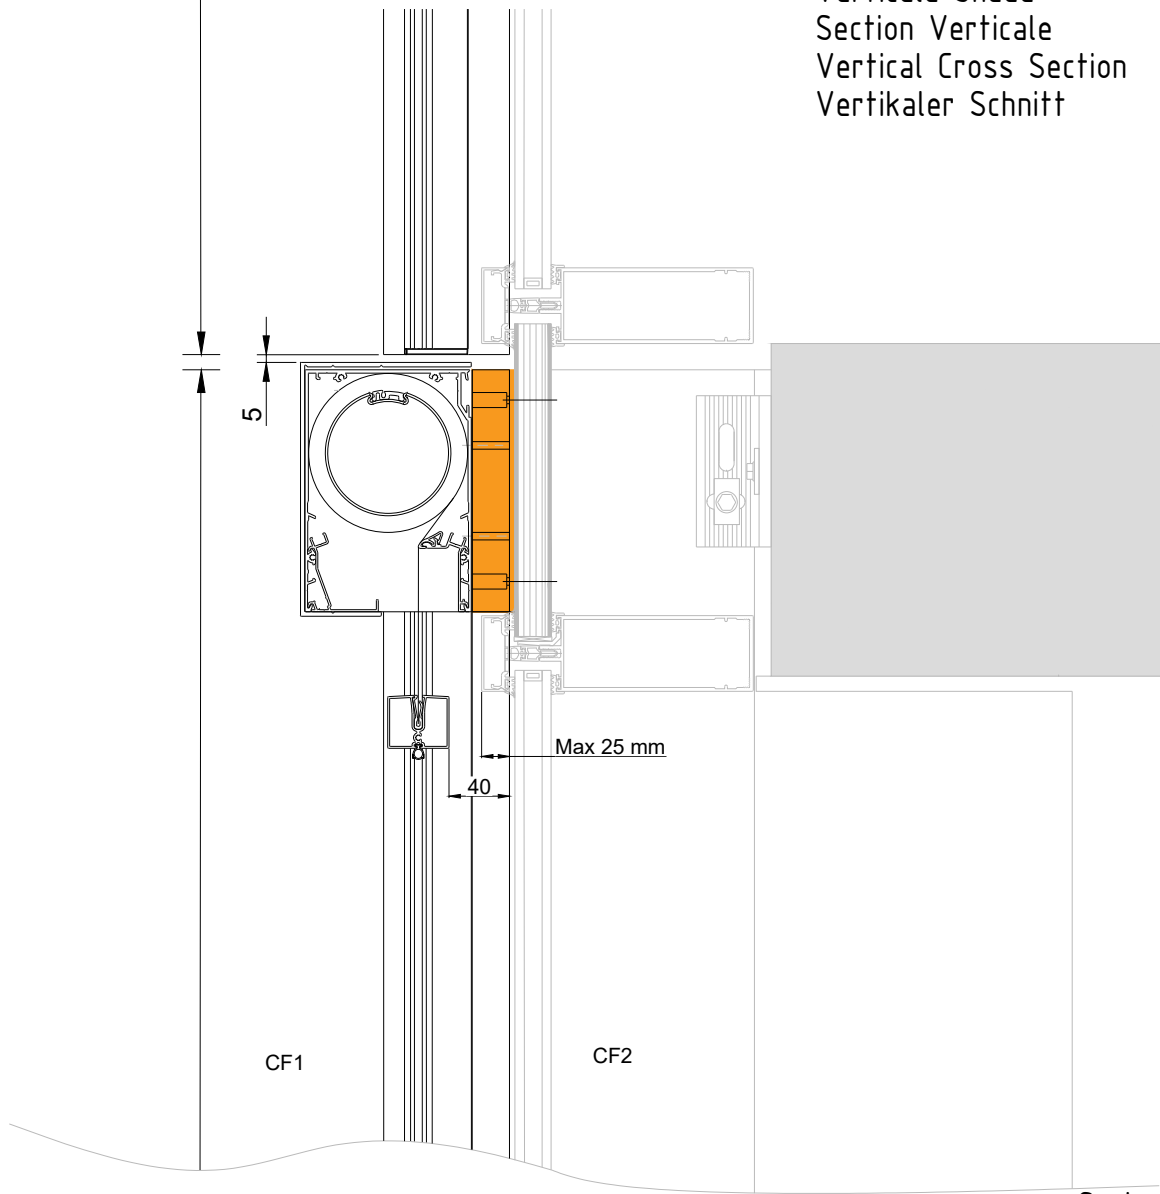 Section Verticale
Vertical Cross Section
Vertikaler Schnitt
5
Max 25 mm
40
CF1
CF2